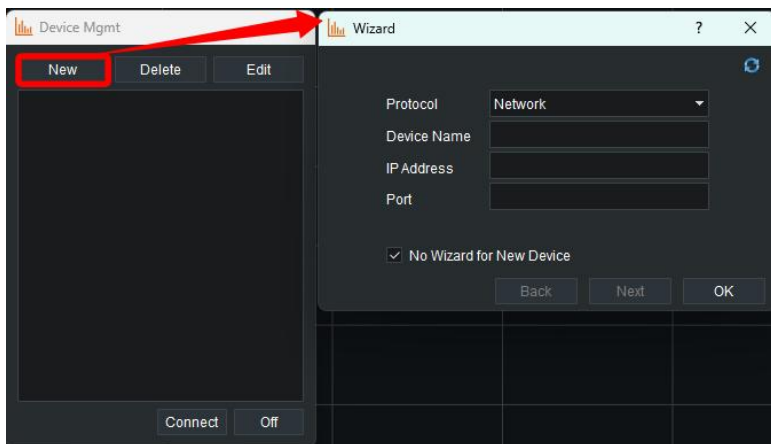 Device Mgmt
New Delete Edit
Connect Off
Wizard ?
Protocol Network
Device Name
IP Address
Port
No Wizard for New Device
Back Next OK